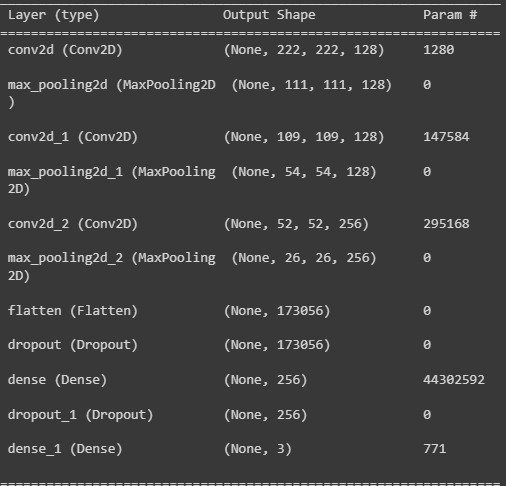 Layer (type) Output Shape Param #
=================================================================
conv2d (Conv2D) (None, 222, 222, 128) 1280
max_pooling2d (MaxPooling2D (None, 111, 111, 128) 0
)
conv2d_1 (Conv2D) (None, 109, 109, 128) 147584
max_pooling2d_1 (MaxPooling (None, 54, 54, 128) 0
2D)
conv2d_2 (Conv2D) (None, 52, 52, 256) 295168
max_pooling2d_2 (MaxPooling (None, 26, 26, 256) 0
2D)
flatten (Flatten) (None, 173056) 0
dropout (Dropout) (None, 173056) 0
dense (Dense) (None, 256) 44302592
dropout_1 (Dropout) (None, 256) 0
dense_1 (Dense) (None, 3) 771
=================================================================